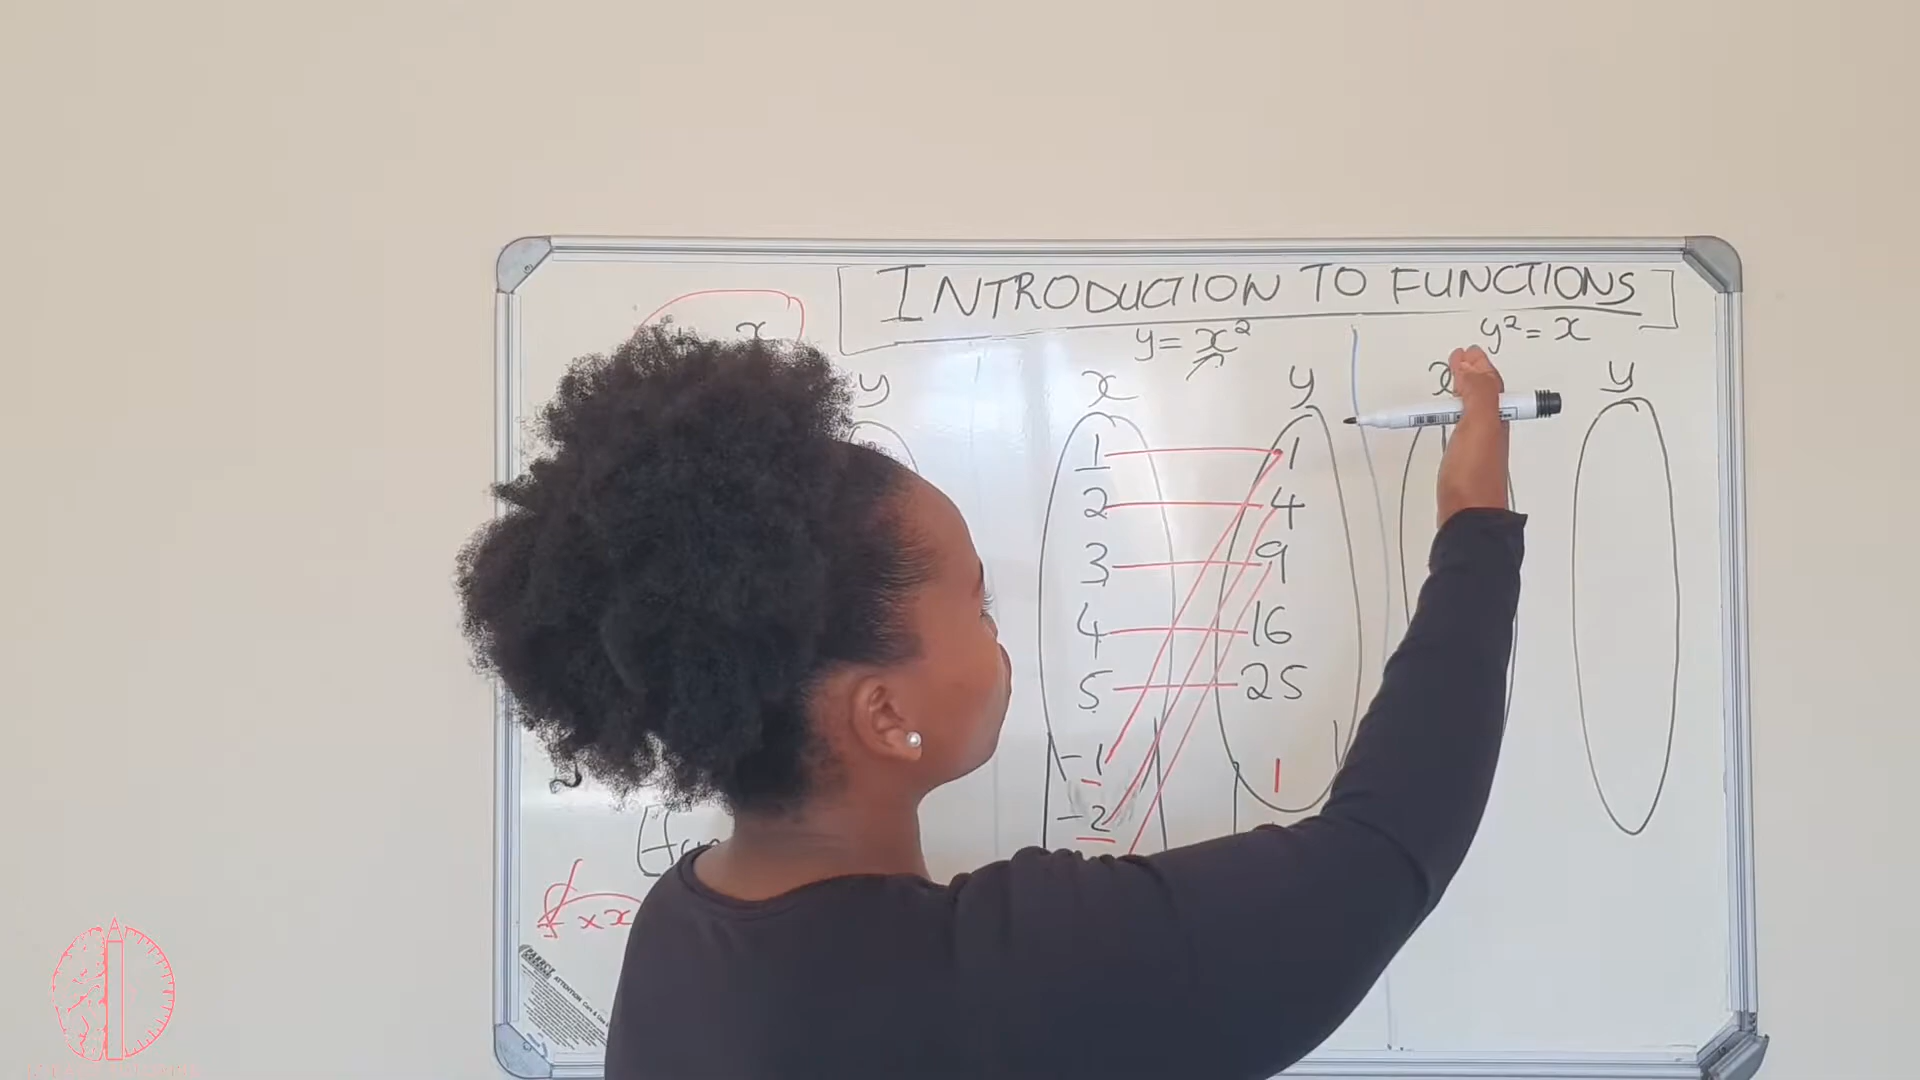 INTRODUCTION TO FUNCTIONS
x
y
y = x²
x
y
1
2
3
4
5
-1
-2
1
4
9
16
25
1
y² = x
x
y
× x